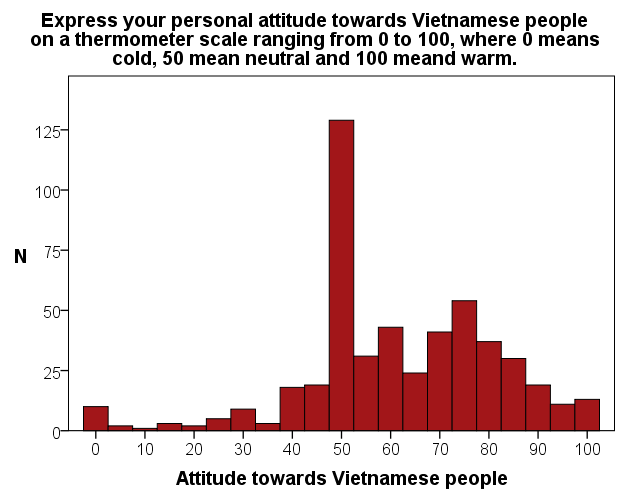 Express your personal attitude towards Vietnamese people
on a thermometer scale ranging from 0 to 100, where 0 means
cold, 50 mean neutral and 100 meand warm.
125
100
N
75
50
25
0
0 10 20 30 40 50 60 70 80 90 100
Attitude towards Vietnamese people